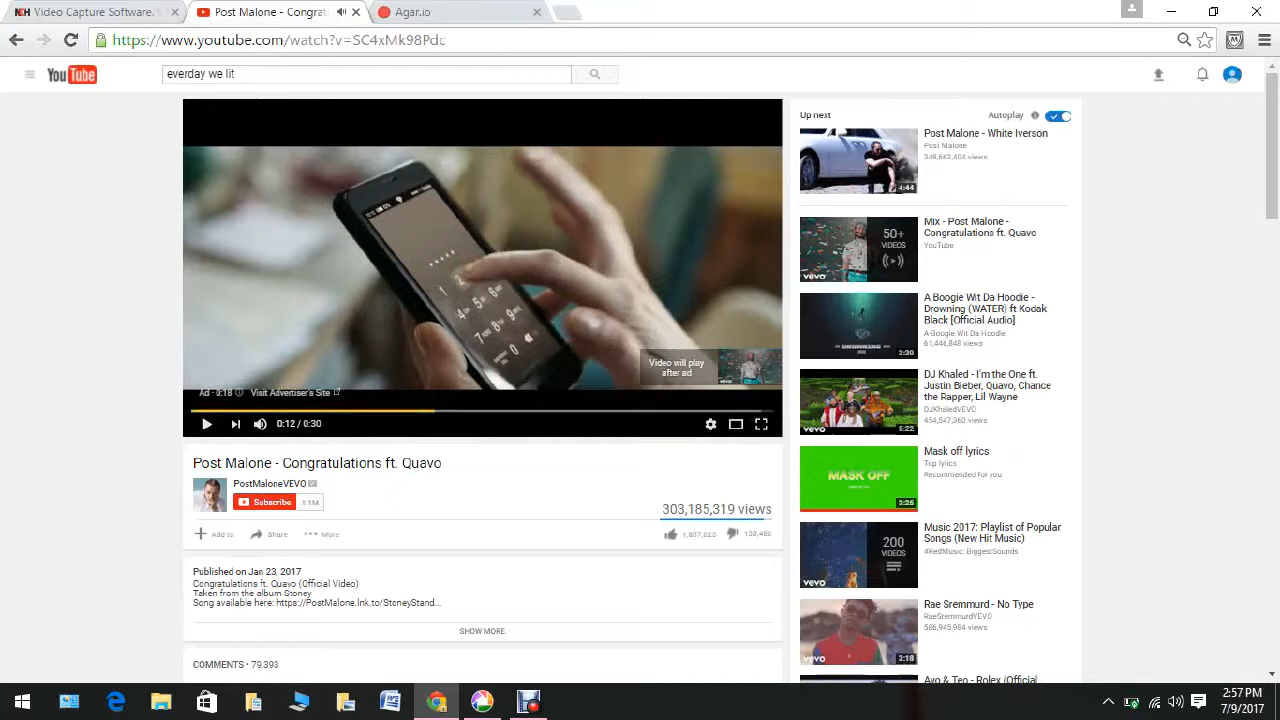 NCH Video Capture Software.
Post Malone - Congrat
Agar.io
https://www.youtube.com/watch?v=SC4xMk98Pdc
YouTube
everday we lit
Up next
Autoplay
Post Malone - White Iverson
Post Malone
4:44
Mix - Post Malone -
Congratulations ft. Quavo
YouTube
50+
VIDEOS
vevo
A Boogie Wit Da Hoodie -
Drowning (WATER) ft Kodak
Black [Official Audio]
A Boogie Wit Da Hoodie
61,446,848 views
3:30
DJ Khaled - I'm the One ft.
Justin Bieber, Quavo, Chance
the Rapper, Lil Wayne
DJKhaledVEVO
454,547,360 views
vevo
5:22
Mask off lyrics
Top lyrics
Recommended for you
MASK OFF
3:25
Music 2017: Playlist of Popular
Songs (New Hit Music)
#RedMusic: BiggestSounds
200
VIDEOS
vevo
Rae Sremmurd - No Type
RaeSremmurdVEVO
vevo
3:18
Ayo & Teo - Rolex (Official
Video will play
after ad
Ad · 0:18
Visit Advertiser's Site
0:12 / 0:30
Post Malone - Congratulations ft. Quavo
PostMaloneVEVO
Subscribe
1.1M
303,185,319 views
Add to
Share
More
Published on Jan 23, 2017
Congratulations ft. Quavo (Official Video)
Taken from the album Stoney
Song available here: https://PostMalone.lnk.to/StoneyStand...
SHOW MORE
COMMENTS · 79,393
2:57 PM
7/9/2017